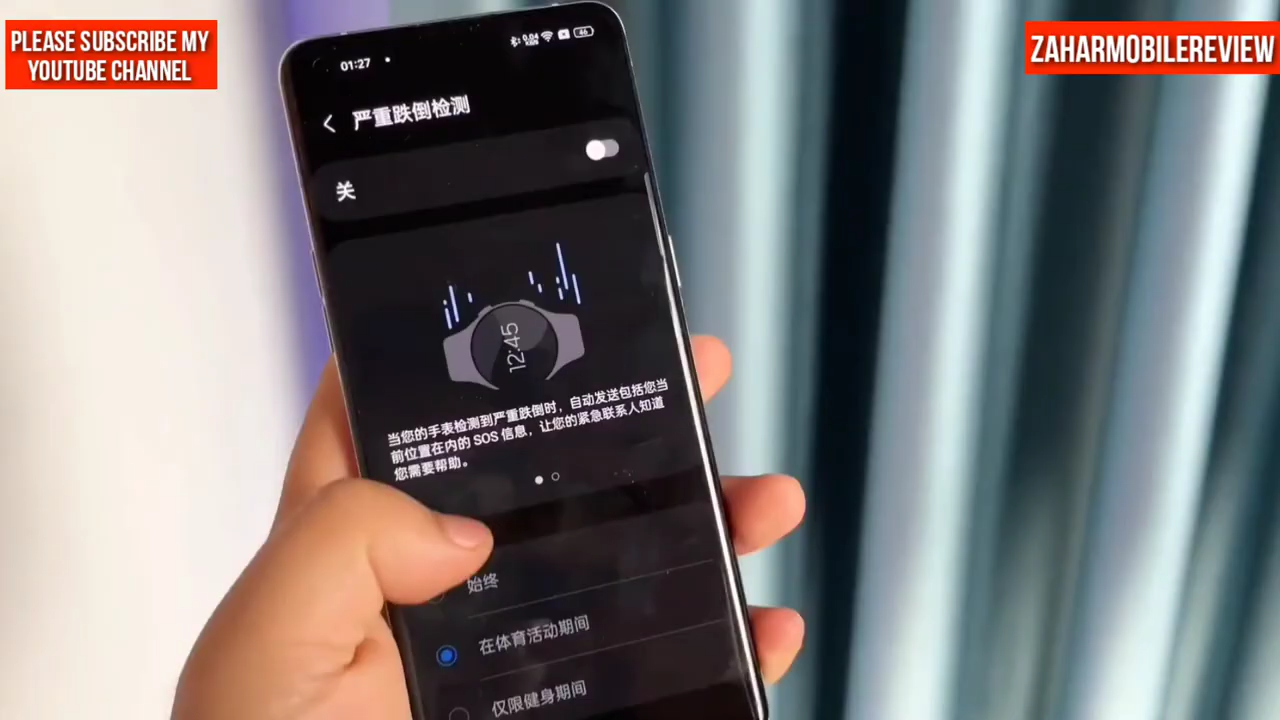 PLEASE SUBSCRIBE MY
YOUTUBE CHANNEL
ZAHARMOBILEREVIEW
01:27
0.04
KB/s
46
严重跌倒检测
关
12:45
当您的手表检测到严重跌倒时，自动发送包括您当
前位置在内的 SOS 信息，让您的紧急联系人知道
您需要帮助。
始终
在体育活动期间
仅限健身期间